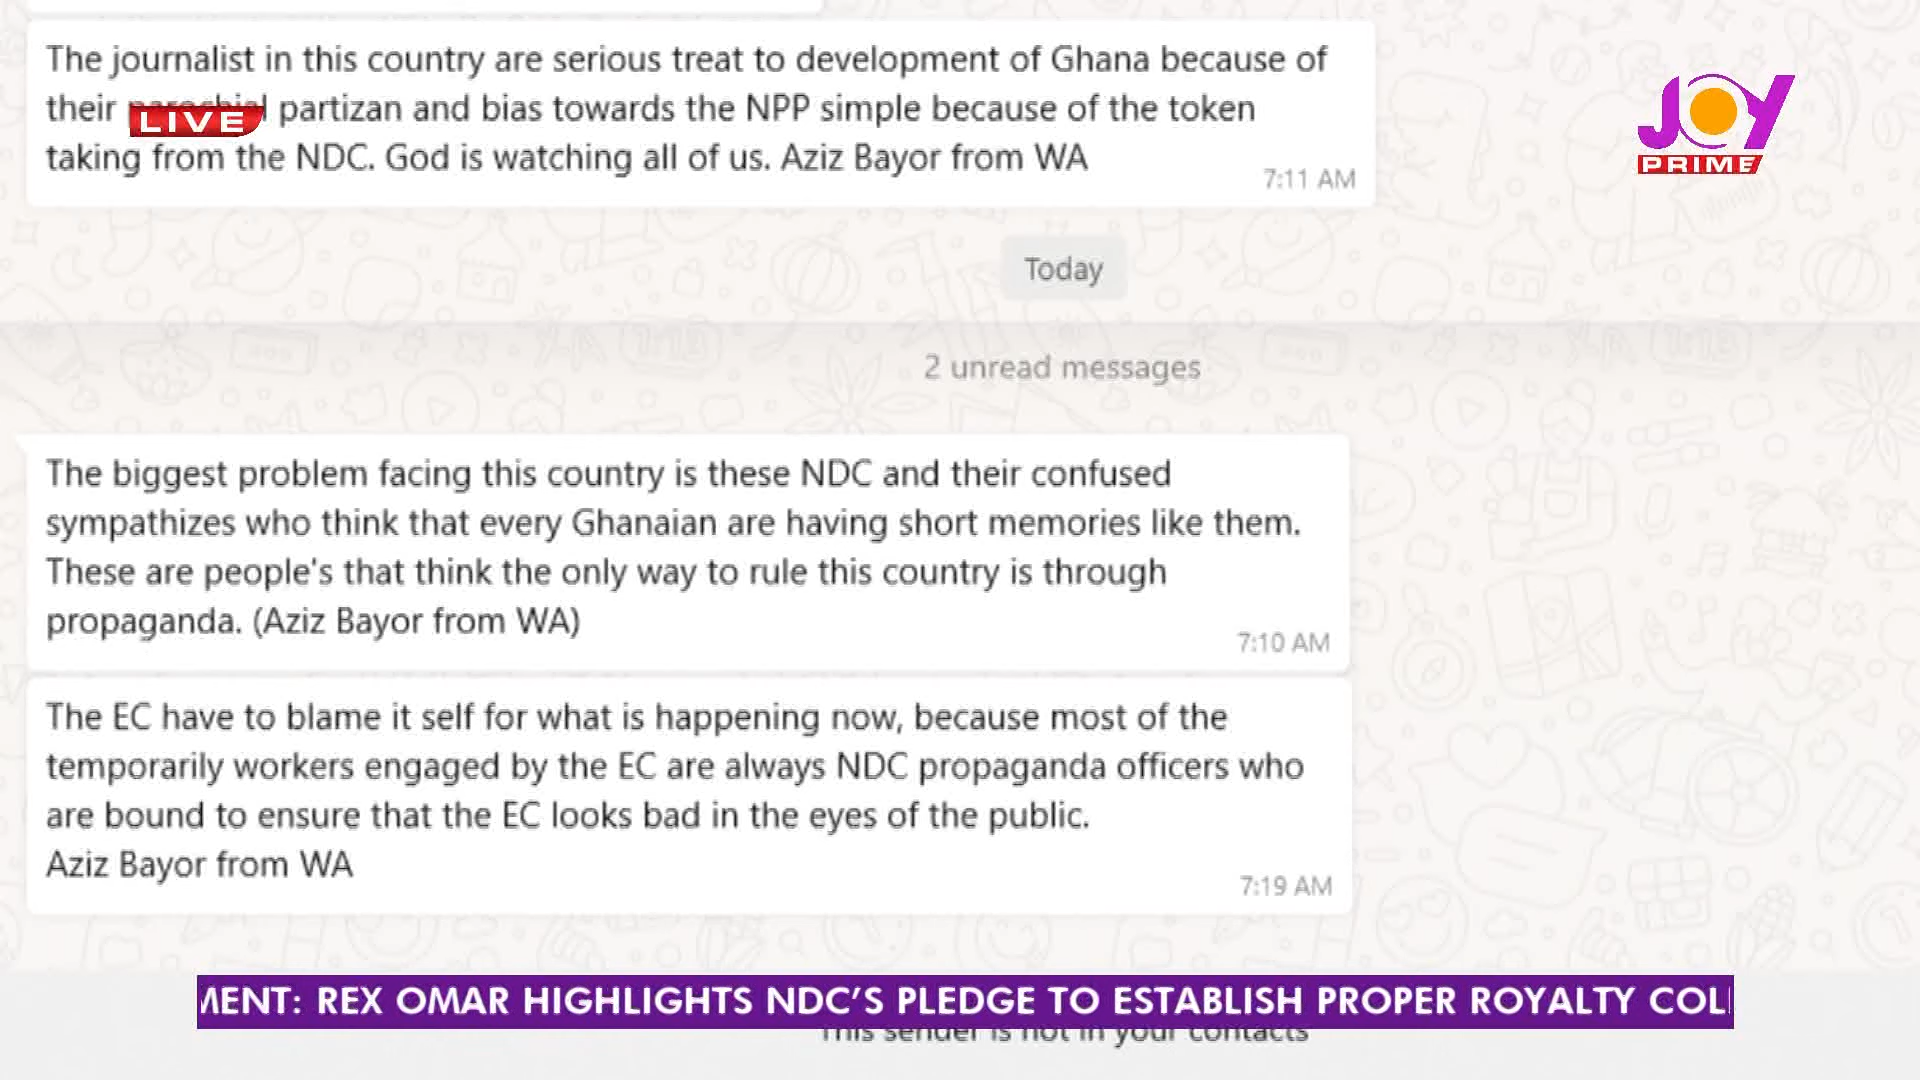 The journalist in this country are serious treat to development of Ghana because of
their partizan and bias towards the NPP simple because of the token
LIVE
taking from the NDC. God is watching all of us. Aziz Bayor from WA
7:11 AM
JOY
PRIME
Today
2 unread messages
The biggest problem facing this country is these NDC and their confused
sympathizes who think that every Ghanaian are having short memories like them.
These are people's that think the only way to rule this country is through
propaganda. (Aziz Bayor from WA)
7:10 AM
The EC have to blame it self for what is happening now, because most of the
temporarily workers engaged by the EC are always NDC propaganda officers who
are bound to ensure that the EC looks bad in the eyes of the public.
Aziz Bayor from WA
7:19 AM
MENT: REX OMAR HIGHLIGHTS NDC'S PLEDGE TO ESTABLISH PROPER ROYALTY COL
This sender is not in your contacts